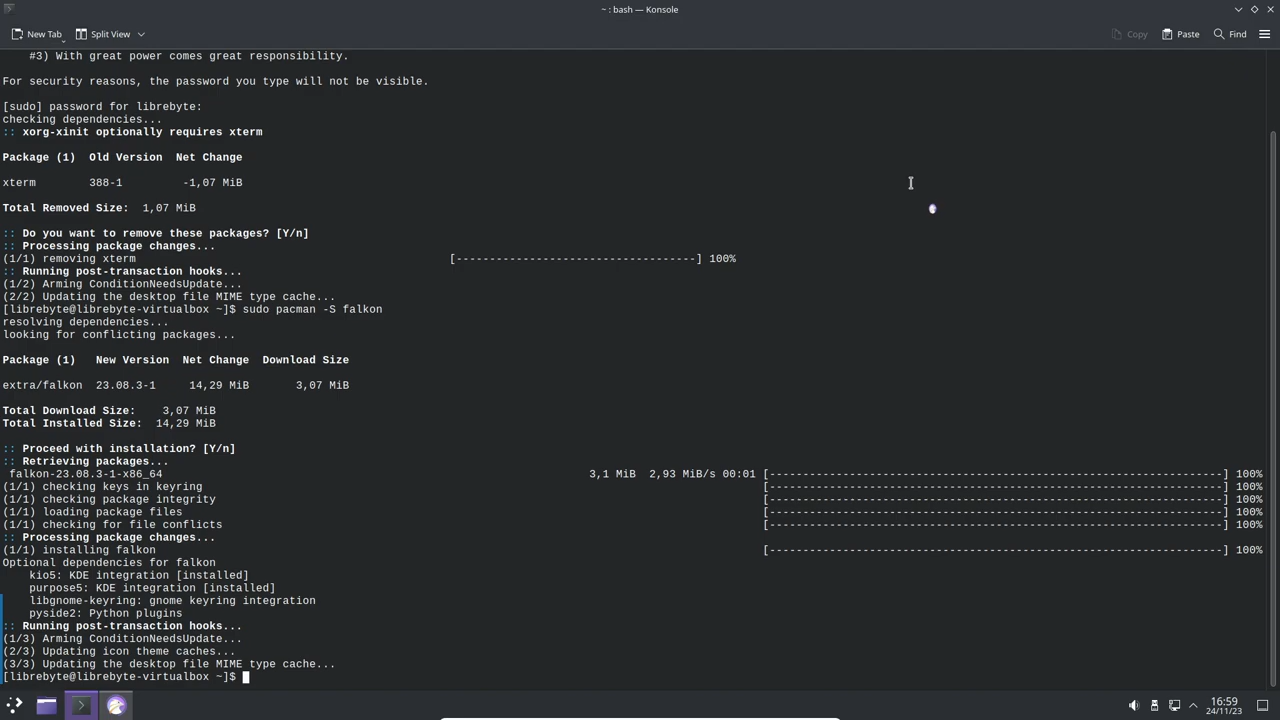 ~ : bash — Konsole
New Tab
Split View
Copy
Paste
Find
#3) With great power comes great responsibility.
For security reasons, the password you type will not be visible.
[sudo] password for librebyte:
checking dependencies...
:: xorg-xinit optionally requires xterm
Package (1)  Old Version  Net Change
xterm        388-1         -1,07 MiB
Total Removed Size:  1,07 MiB
:: Do you want to remove these packages? [Y/n]
:: Processing package changes...
(1/1) removing xterm [------------------------------------] 100%
:: Running post-transaction hooks...
(1/2) Arming ConditionNeedsUpdate...
(2/2) Updating the desktop file MIME type cache...
[librebyte@librebyte-virtualbox ~]$ sudo pacman -S falkon
resolving dependencies...
looking for conflicting packages...
Package (1)   New Version  Net Change  Download Size
extra/falkon  23.08.3-1     14,29 MiB       3,07 MiB
Total Download Size:    3,07 MiB
Total Installed Size:  14,29 MiB
:: Proceed with installation? [Y/n]
:: Retrieving packages...
falkon-23.08.3-1-x86_64 3,1 MiB  2,93 MiB/s 00:01 [---------------------------------------------------------------------] 100%
(1/1) checking keys in keyring [---------------------------------------------------------------------] 100%
(1/1) checking package integrity [---------------------------------------------------------------------] 100%
(1/1) loading package files [---------------------------------------------------------------------] 100%
(1/1) checking for file conflicts [---------------------------------------------------------------------] 100%
:: Processing package changes...
(1/1) installing falkon [---------------------------------------------------------------------] 100%
Optional dependencies for falkon
kio5: KDE integration [installed]
purpose5: KDE integration [installed]
libgnome-keyring: gnome keyring integration
pyside2: Python plugins
:: Running post-transaction hooks...
(1/3) Arming ConditionNeedsUpdate...
(2/3) Updating icon theme caches...
(3/3) Updating the desktop file MIME type cache...
[librebyte@librebyte-virtualbox ~]$
16:59
24/11/23